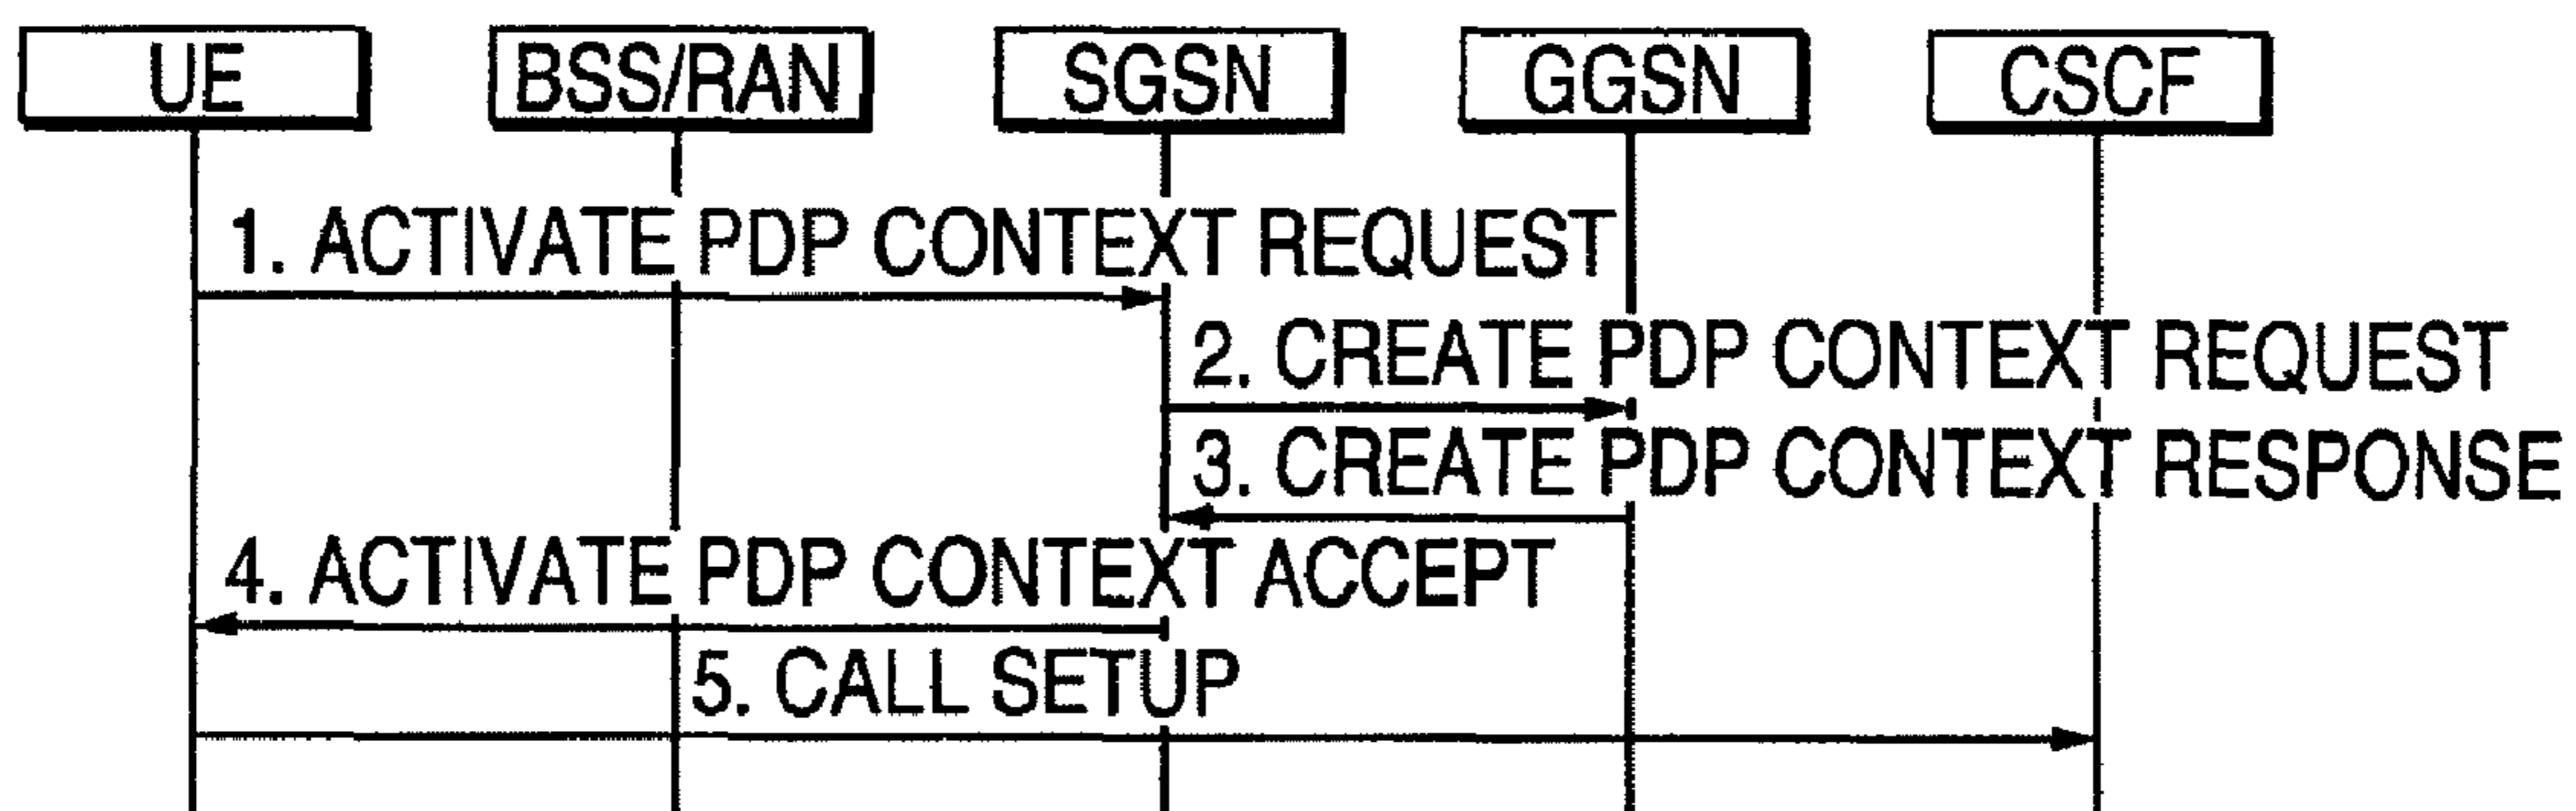 UE BSS/RAN SGSN GGSN CSCF
1. ACTIVATE PDP CONTEXT REQUEST
2. CREATE PDP CONTEXT REQUEST
3. CREATE PDP CONTEXT RESPONSE
4. ACTIVATE PDP CONTEXT ACCEPT
5. CALL SETUP